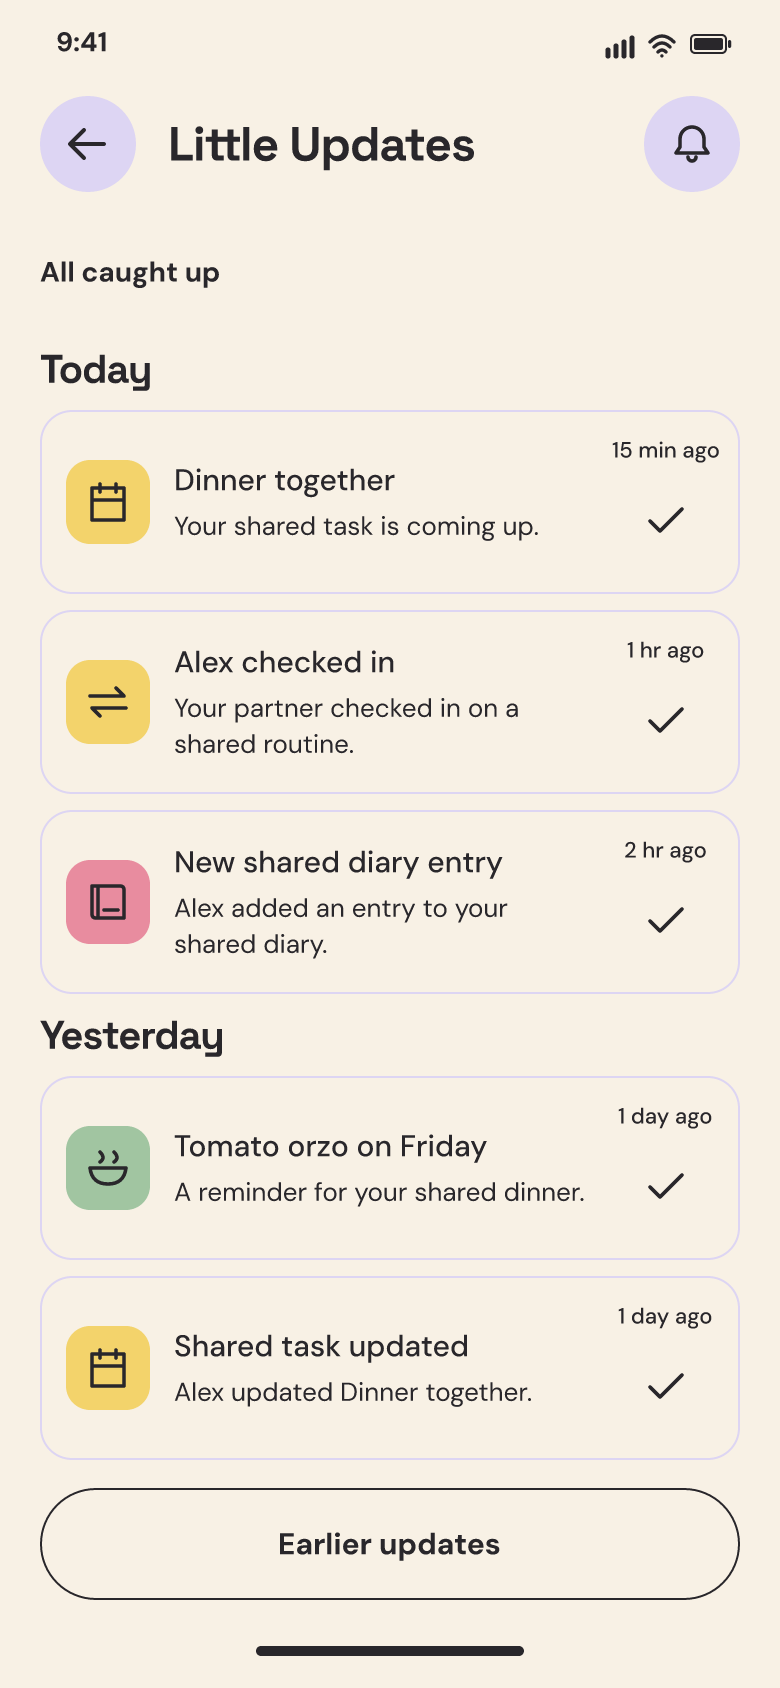 9:41
Little Updates
All caught up
Today
15 min ago
Dinner together
Your shared task is coming up.
1 hr ago
Alex checked in
Your partner checked in on a
shared routine.
2 hr ago
New shared diary entry
Alex added an entry to your
shared diary.
Yesterday
1 day ago
Tomato orzo on Friday
A reminder for your shared dinner.
1 day ago
Shared task updated
Alex updated Dinner together.
Earlier updates